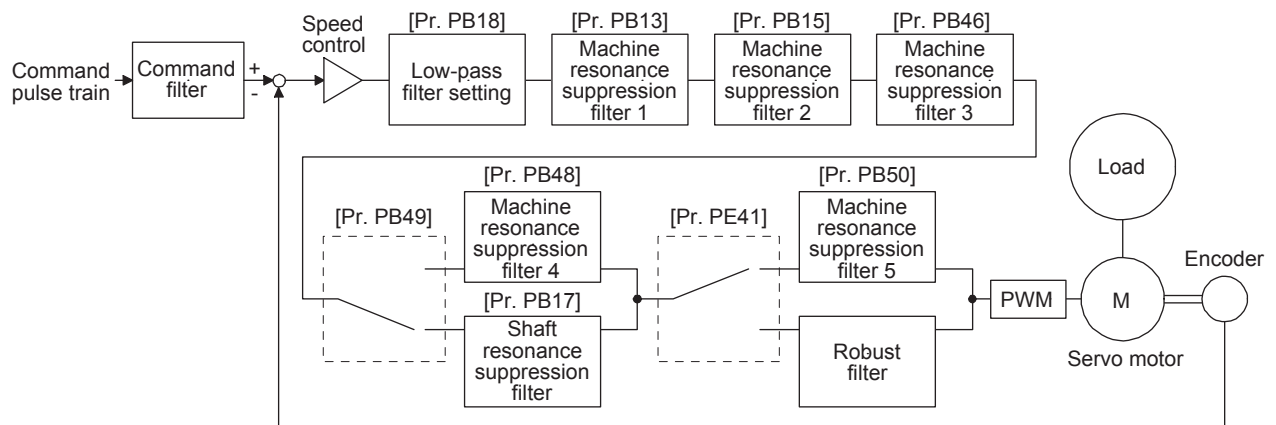 Speed
control
[Pr. PB18]
[Pr. PB13]
[Pr. PB15]
[Pr. PB46]
Command
pulse train
Command
filter
+
-
Low-pass
filter setting
Machine
resonance
suppression
filter 1
Machine
resonance
suppression
filter 2
Machine
resonance
suppression
filter 3
Load
[Pr. PB49]
[Pr. PB48]
Machine
resonance
suppression
filter 4
[Pr. PB17]
Shaft
resonance
suppression
filter
[Pr. PE41]
[Pr. PB50]
Machine
resonance
suppression
filter 5
Robust
filter
PWM
M
Servo motor
Encoder